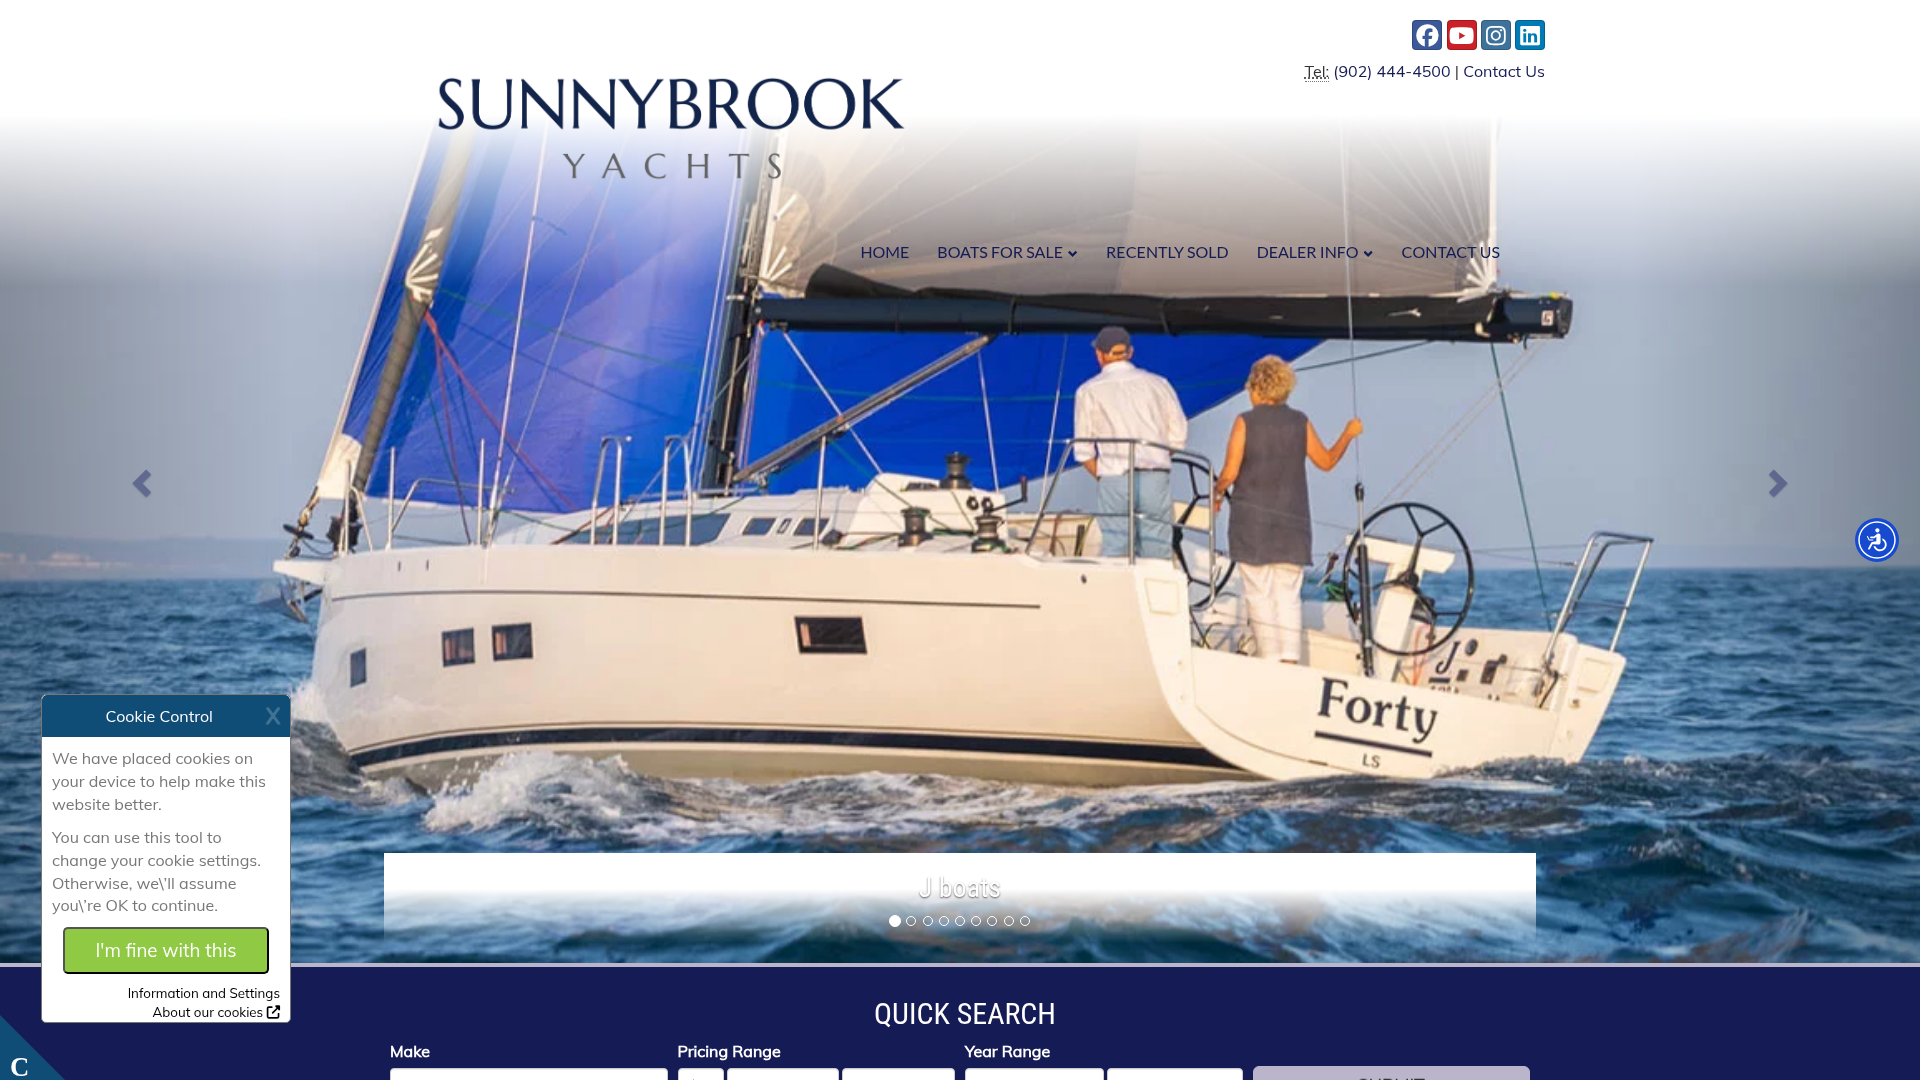 Tel: (902) 444-4500 | Contact Us
SUNNYBROOK
YACHTS
HOME
BOATS FOR SALE
RECENTLY SOLD
DEALER INFO
CONTACT US
J
Forty
LS
Cookie Control
X
We have placed cookies on
your device to help make this
website better.
You can use this tool to
change your cookie settings.
Otherwise, we\'ll assume
you\'re OK to continue.
I'm fine with this
Information and Settings
About our cookies
C
J boats
QUICK SEARCH
Make
Pricing Range
Year Range
SUBMIT